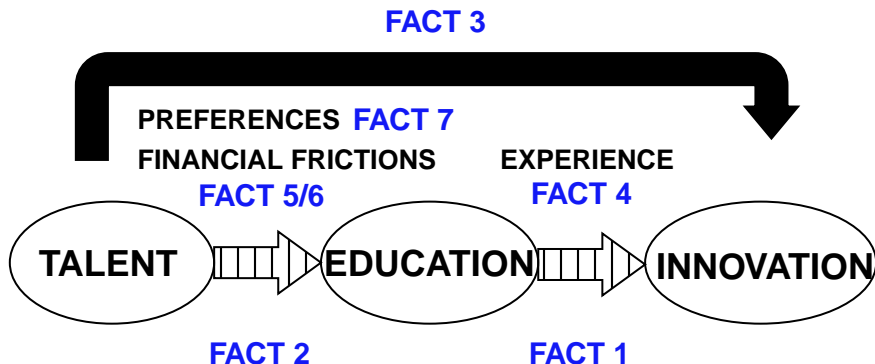 FACT 3
PREFERENCES FACT 7
FINANCIAL FRICTIONS EXPERIENCE
FACT 5/6 FACT 4
TALENT EDUCATION INNOVATION
FACT 2 FACT 1